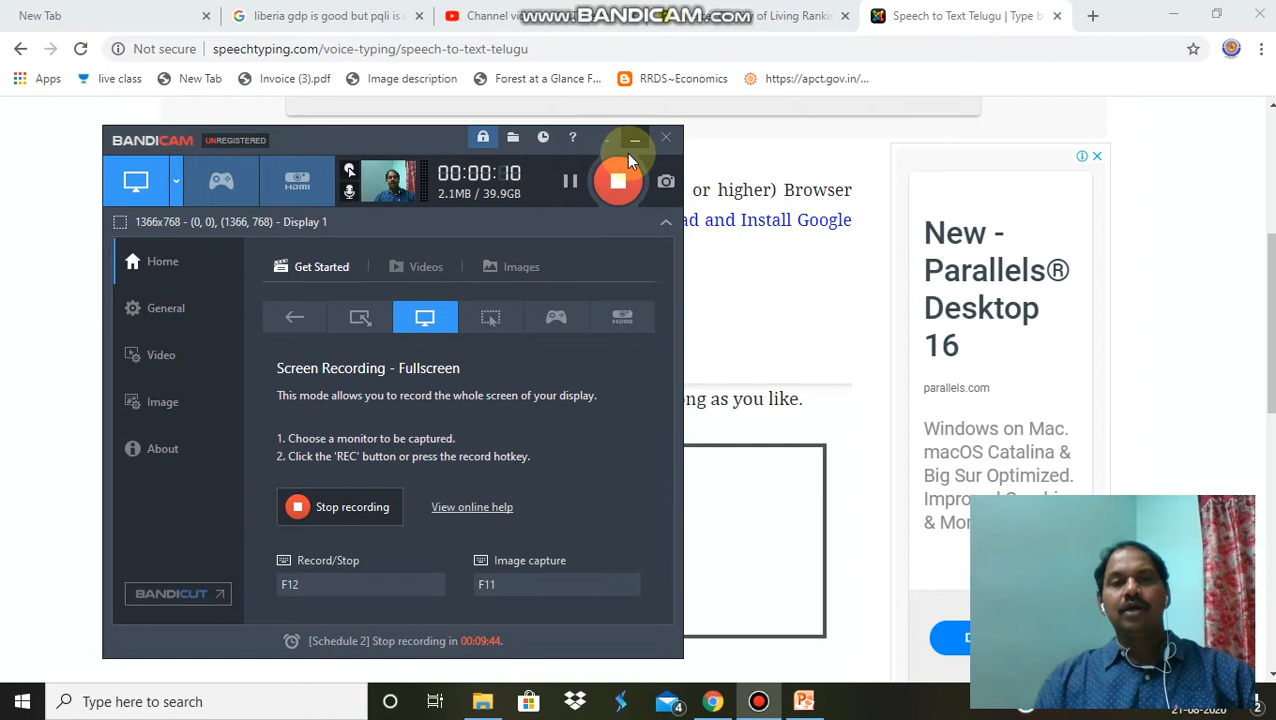 New Tab
liberia gdp is good but pqli i
Channel vi
www.BANDICAM.com
of Living Ranki
Speech to Text Telugu | Type b
Not secure
speechtyping.com/voice-typing/speech-to-text-telugu
Apps
live class
New Tab
Invoice (3).pdf
Image description
Forest at a Glance F...
RRDS~Economics
https://apct.gov.in/...
BANDICAM UNREGISTERED
00:00:10
2.1MB / 39.9GB
or higher) Browser
ad and Install Google
1366x768 - (0, 0), (1366, 768) - Display 1
Home
General
Video
Image
About
BANDICUT
Get Started
Videos
Images
Screen Recording - Fullscreen
This mode allows you to record the whole screen of your display.
1. Choose a monitor to be captured.
2. Click the 'REC' button or press the record hotkey.
Stop recording
View online help
Record/Stop
Image capture
F12
F11
[Schedule 2] Stop recording in 00:09:44.
ong as you like.
New -
Parallels®
Desktop
16
parallels.com
Windows on Mac.
macOS Catalina &
Big Sur Optimized.
& Mor
Type here to search
4
21-08-2020
2